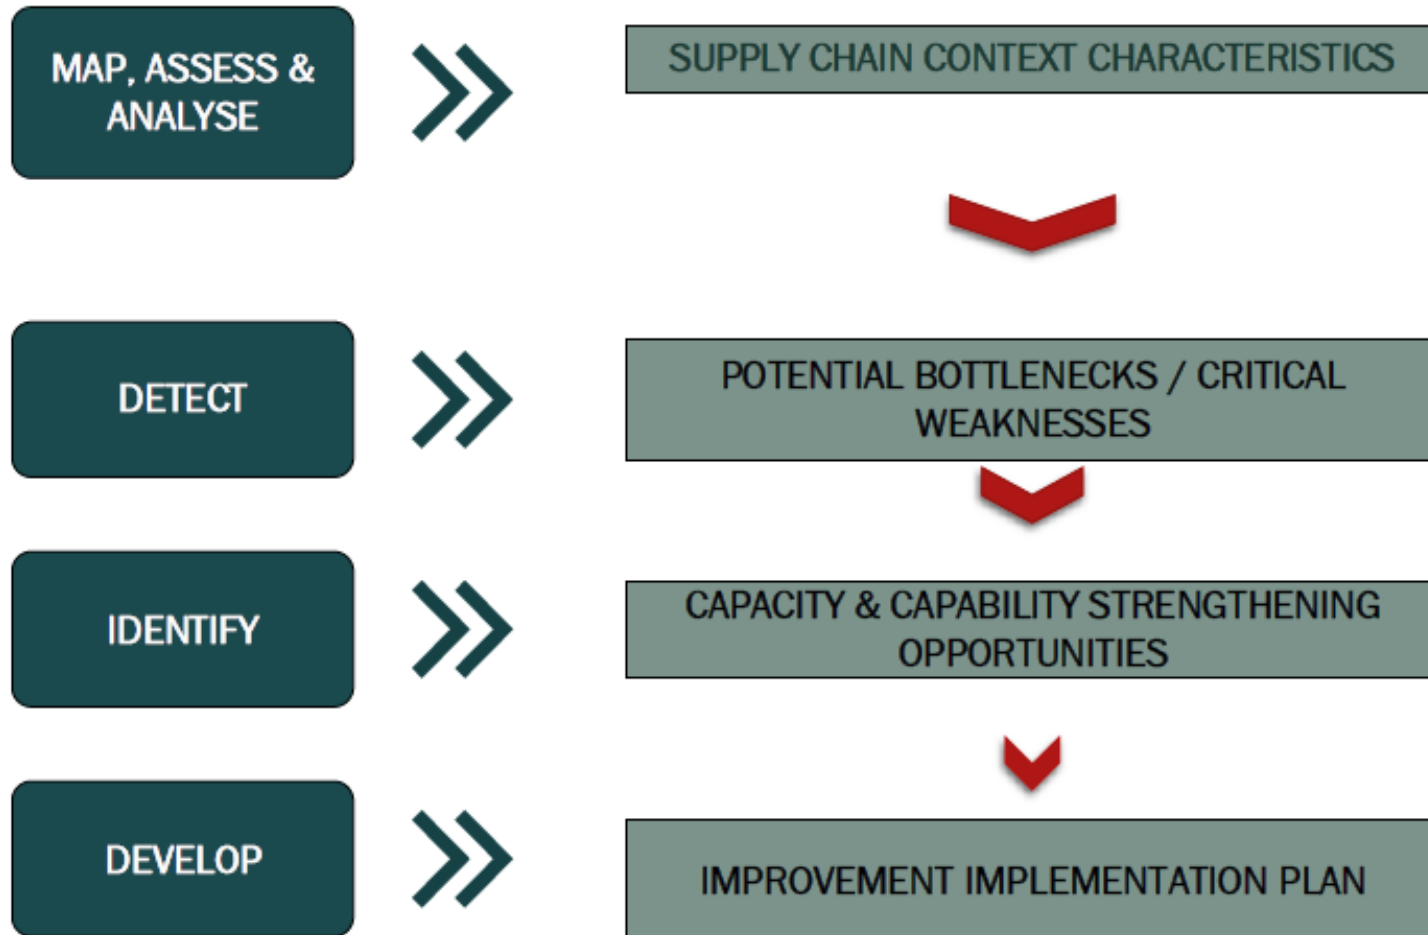 MAP, ASSESS &
ANALYSE
SUPPLY CHAIN CONTEXT CHARACTERISTICS
DETECT
POTENTIAL BOTTLENECKS / CRITICAL
WEAKNESSES
IDENTIFY
CAPACITY & CAPABILITY STRENGTHENING
OPPORTUNITIES
DEVELOP
IMPROVEMENT IMPLEMENTATION PLAN